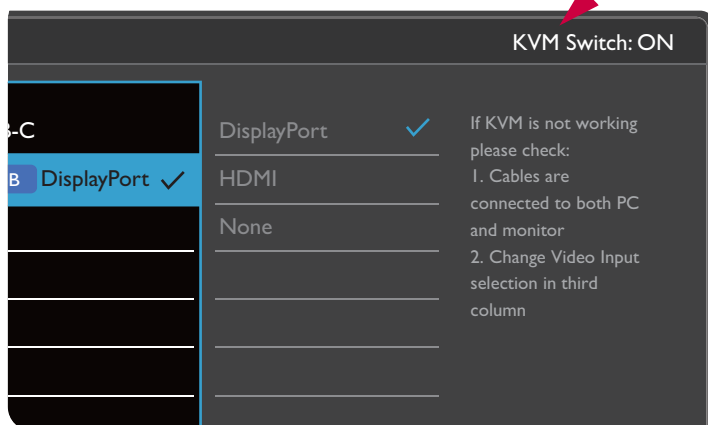 KVM Switch: ON
-C
B DisplayPort
DisplayPort
HDMI
None
If KVM is not working
please check:
1. Cables are
connected to both PC
and monitor
2. Change Video Input
selection in third
column